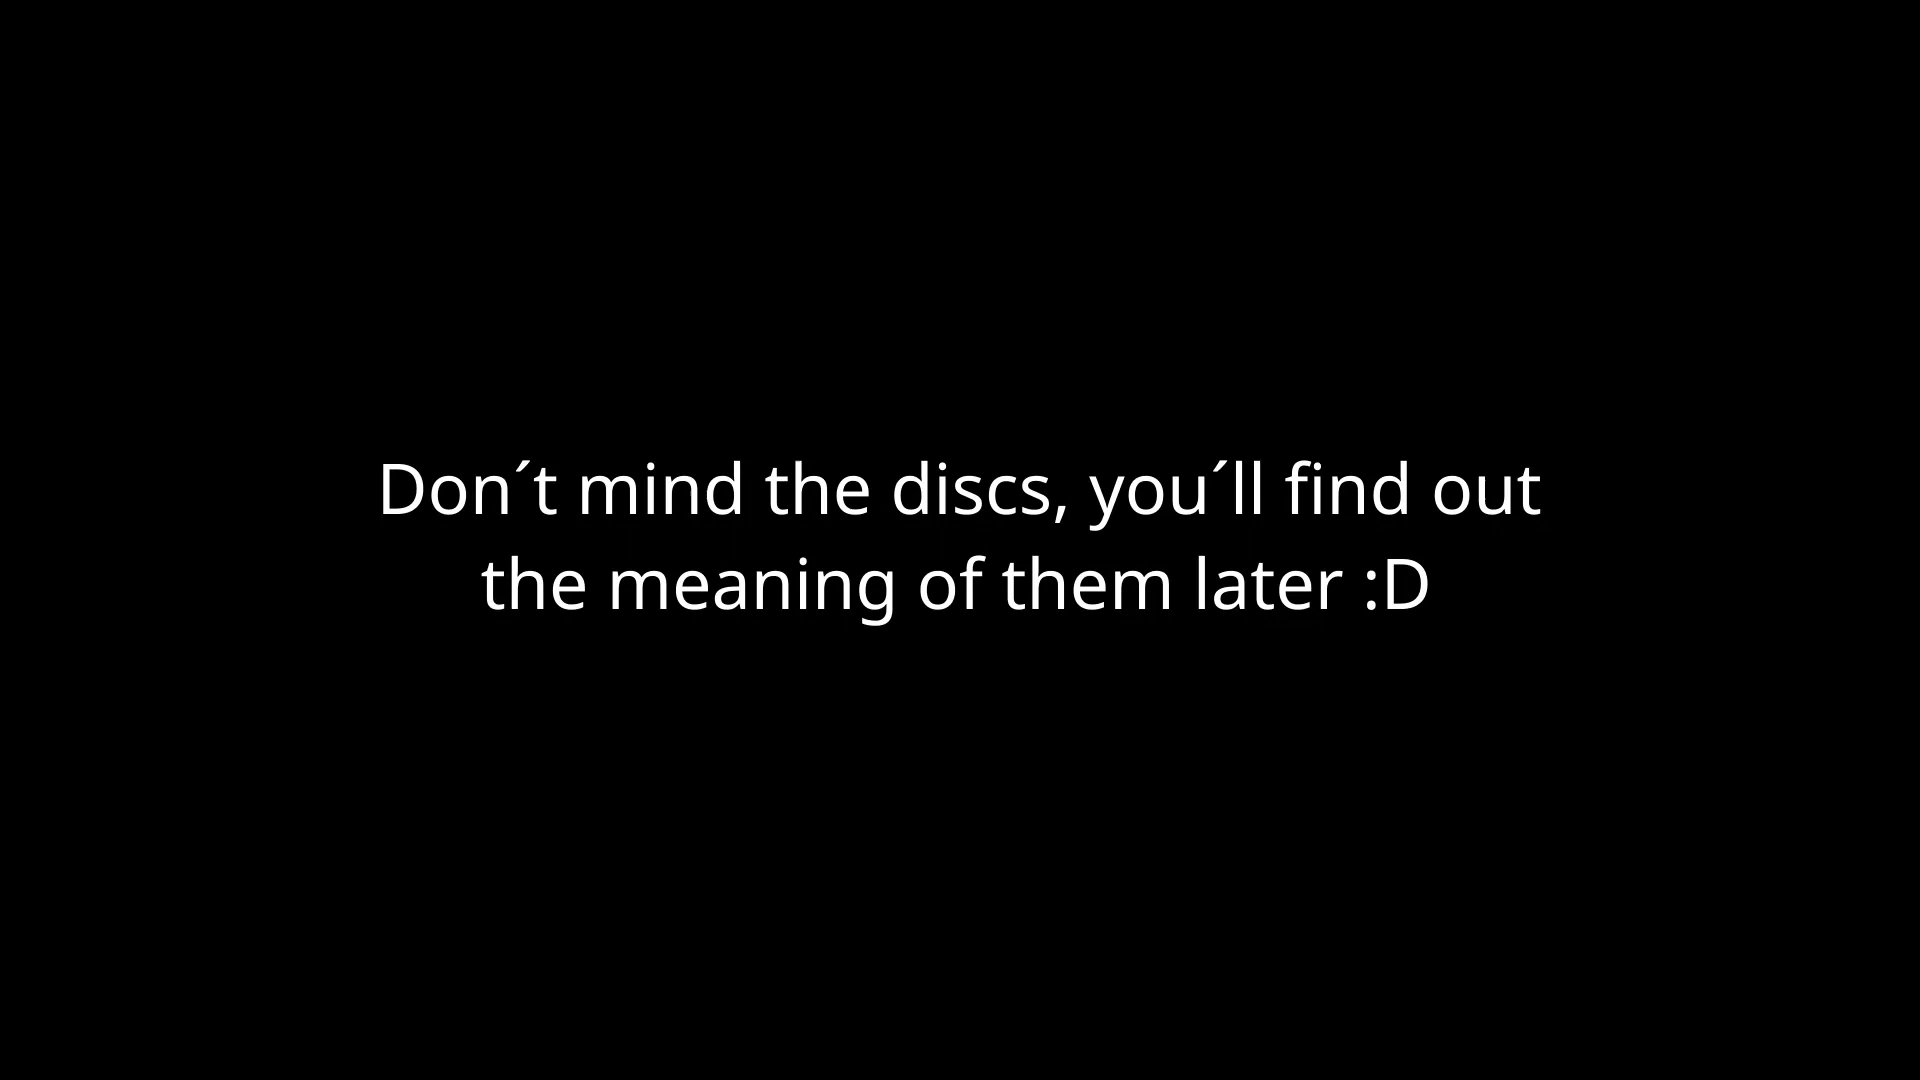 Don´t mind the discs, you´ll find out
the meaning of them later :D